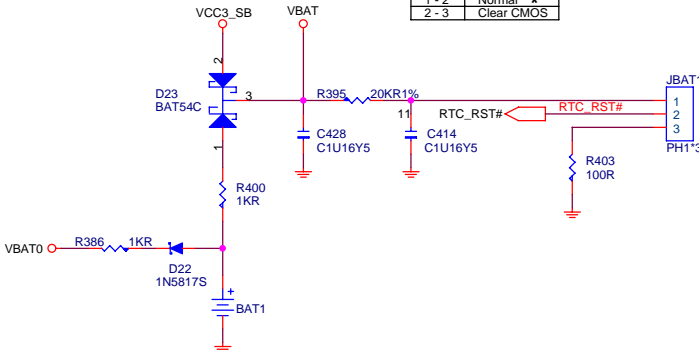 1 - 2 Normal *
2 - 3 Clear CMOS
VCC3_SB
VBAT
2
D23
BAT54C
3
R395
20KR1%
JBAT1
1
2
3
PH1*3
RTC_RST#
RTC_RST#
11
C428
C1U16Y5
C414
C1U16Y5
R403
100R
1
R400
1KR
VBAT0
R386
1KR
D22
1N5817S
+
BAT1